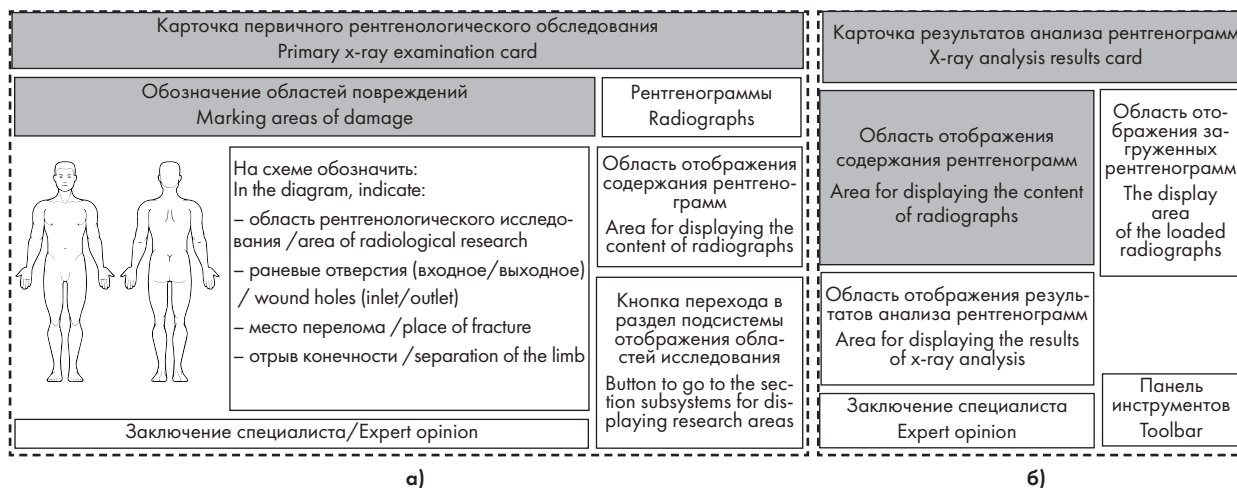 Карточка первичного рентгенологического обследования
Primary x-ray examination card
Обозначение областей повреждений
Marking areas of damage
Рентгенограммы
Radiographs
На схеме обозначить:
In the diagram, indicate:
– область рентгенологического исследо-
вания /area of radiological research
– раневые отверстия (входное/выходное)
/ wound holes (inlet/outlet)
– место перелома /place of fracture
– отрыв конечности /separation of the limb
Область отображения
содержания рентгено-
грамм
Area for displaying the
content of radiographs
Кнопка перехода в
раздел подсистемы
отображения обла-
стей исследования
Button to go to the sec-
tion subsystems for dis-
playing research areas
Заключение специалиста/Expert opinion
а)
Карточка результатов анализа рентгенограмм
X-ray analysis results card
Область отображения
содержания рентгенограмм
Area for displaying the content
of radiographs
Область ото-
бражения за-
груженных
рентгенограмм
The display
area
of the loaded
radiographs
Область отображения резуль-
татов анализа рентгенограмм
Area for displaying the results
of x-ray analysis
Заключение специалиста
Expert opinion
Панель
инструментов
Toolbar
б)